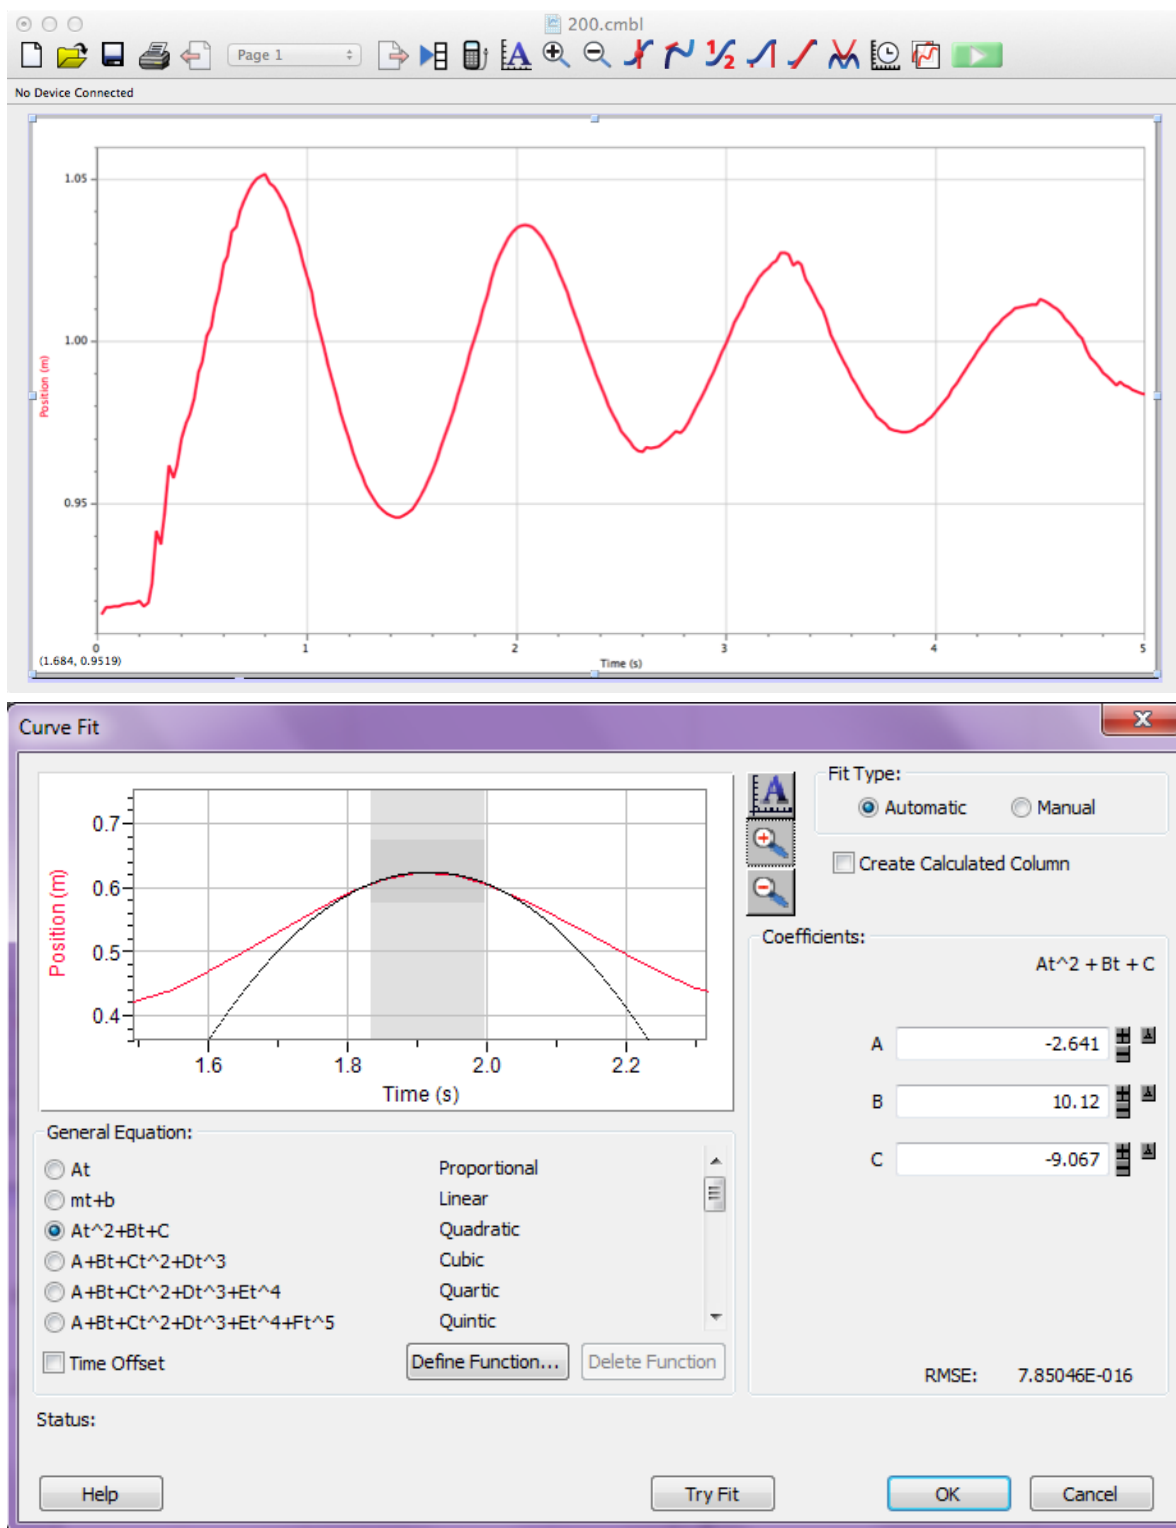 200.cmbl
Page 1
1/2
No Device Connected
1.05
1.00
0.95
Position (m)
0 1 2 3 4 5
(1.684, 0.9519)
Time (s)
Curve Fit
0.7
0.6
0.5
0.4
Position (m)
1.6 1.8 2.0 2.2
Time (s)
A
Fit Type:
Automatic Manual
Create Calculated Column
Coefficients:
At^2 + Bt + C
A -2.641
B 10.12
C -9.067
RMSE: 7.85046E-016
General Equation:
At Proportional
mt+b Linear
At^2+Bt+C Quadratic
A+Bt+Ct^2+Dt^3 Cubic
A+Bt+Ct^2+Dt^3+Et^4 Quartic
A+Bt+Ct^2+Dt^3+Et^4+Ft^5 Quintic
Time Offset Define Function... Delete Function
Status:
Help Try Fit OK Cancel